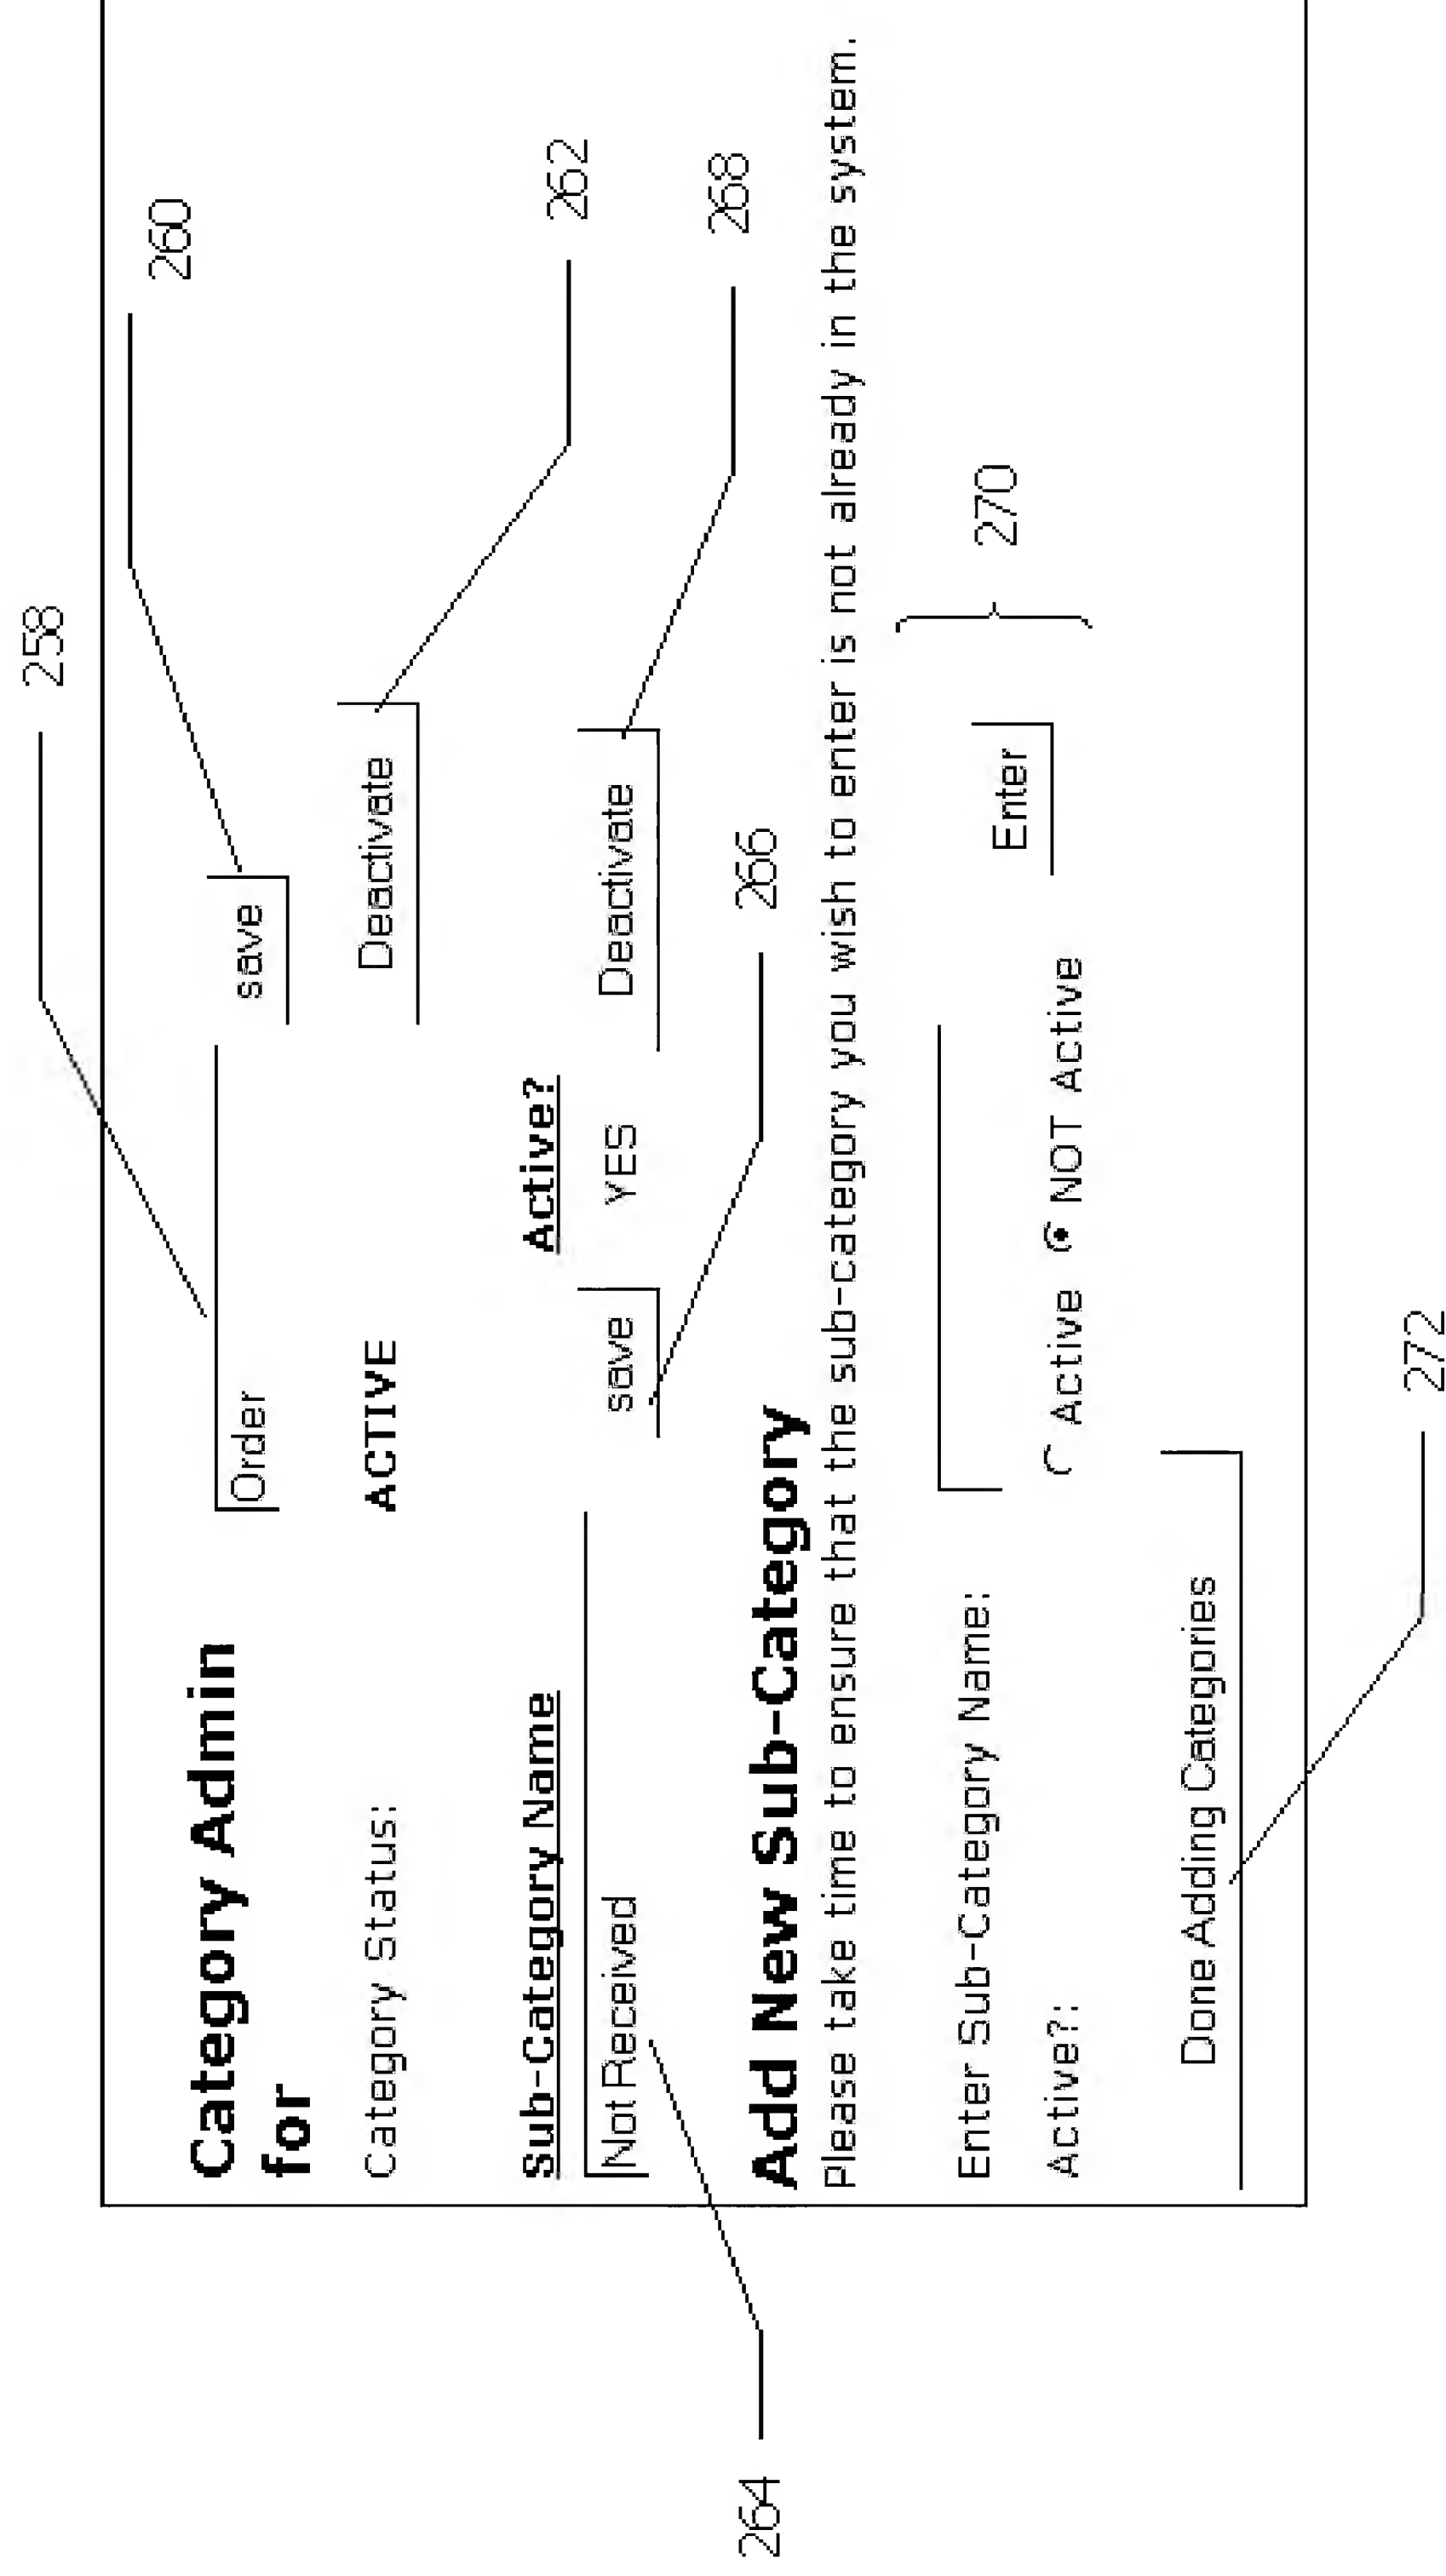 258
260
Category Admin
for
Order
save
Category Status:
ACTIVE
Deactivate
262
Sub-Category Name
Active?
Not Received
save
YES
Deactivate
268
264
266
Add New Sub-Category
Please take time to ensure that the sub-category you wish to enter is not already in the system.
Enter Sub-Category Name:
Enter
270
Active?:
Active
NOT Active
Done Adding Categories
272